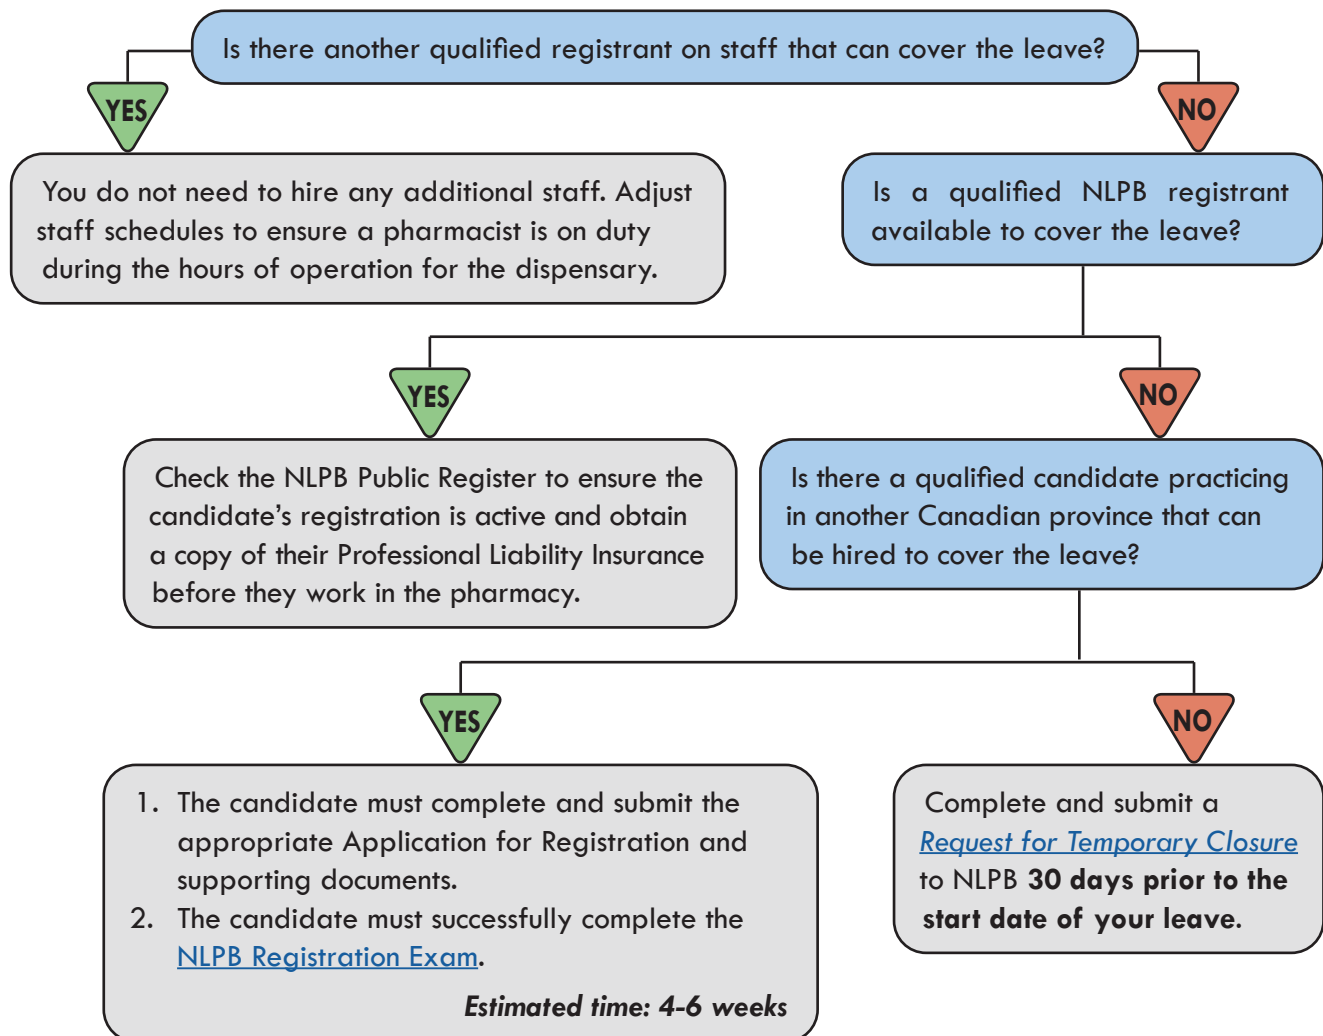 Is there another qualified registrant on staff that can cover the leave?
YES
NO
You do not need to hire any additional staff. Adjust
staff schedules to ensure a pharmacist is on duty
during the hours of operation for the dispensary.
Is a qualified NLPB registrant
available to cover the leave?
YES
NO
Check the NLPB Public Register to ensure the
candidate's registration is active and obtain
a copy of their Professional Liability Insurance
before they work in the pharmacy.
Is there a qualified candidate practicing
in another Canadian province that can
be hired to cover the leave?
YES
NO
1. The candidate must complete and submit the
appropriate Application for Registration and
supporting documents.
2. The candidate must successfully complete the
NLPB Registration Exam.
Estimated time: 4-6 weeks
Complete and submit a
Request for Temporary Closure
to NLPB 30 days prior to the
start date of your leave.